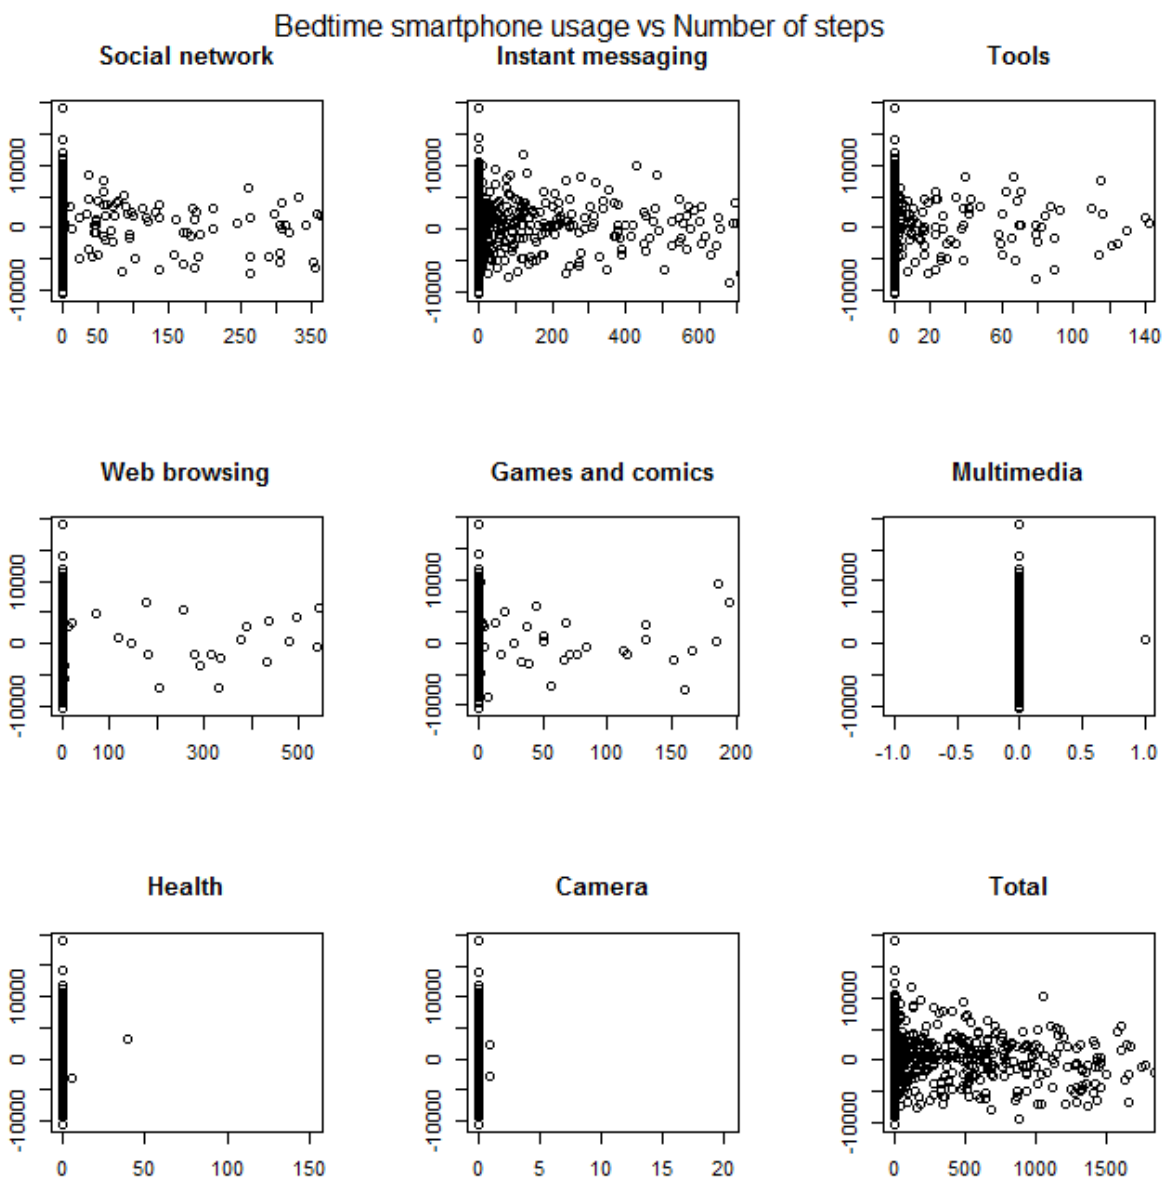 Bedtime smartphone usage vs Number of steps
Social network
Instant messaging
Tools
-10000 0 10000
0 50 150 250 350
-10000 0 10000
0 200 400 600
-10000 0 10000
0 20 60 100 140
Web browsing
Games and comics
Multimedia
-10000 0 10000
0 100 300 500
-10000 0 10000
0 50 100 150 200
-10000 0 10000
-1.0 -0.5 0.0 0.5 1.0
Health
Camera
Total
-10000 0 10000
0 50 100 150
-10000 0 10000
0 5 10 15 20
-10000 0 10000
0 500 1000 1500